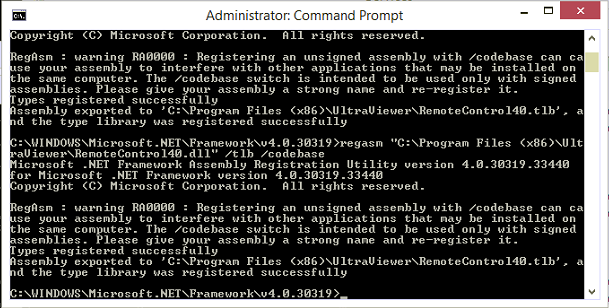 Administrator: Command Prompt
Copyright (C) Microsoft Corporation.  All rights reserved.
RegAsm : warning RA0000 : Registering an unsigned assembly with /codebase can ca
use your assembly to interfere with other applications that may be installed on
the same computer. The /codebase switch is intended to be used only with signed
assemblies. Please give your assembly a strong name and re-register it.
Types registered successfully
Assembly exported to 'C:\Program Files (x86)\UltraViewer\RemoteControl40.tlb', a
nd the type library was registered successfully
C:\WINDOWS\Microsoft.NET\Framework\v4.0.30319>regasm "C:\Program Files (x86)\Ult
raViewer\RemoteControl40.dll" /tlb /codebase
Microsoft .NET Framework Assembly Registration Utility version 4.0.30319.33440
for Microsoft .NET Framework version 4.0.30319.33440
Copyright (C) Microsoft Corporation.  All rights reserved.
RegAsm : warning RA0000 : Registering an unsigned assembly with /codebase can ca
use your assembly to interfere with other applications that may be installed on
the same computer. The /codebase switch is intended to be used only with signed
assemblies. Please give your assembly a strong name and re-register it.
Types registered successfully
Assembly exported to 'C:\Program Files (x86)\UltraViewer\RemoteControl40.tlb', a
nd the type library was registered successfully
C:\WINDOWS\Microsoft.NET\Framework\v4.0.30319>_